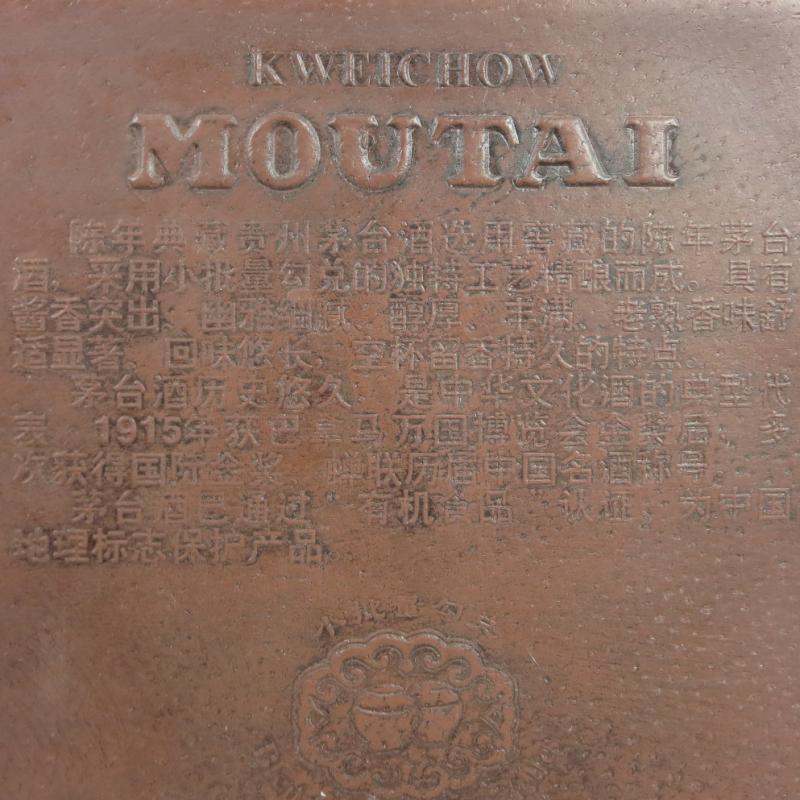 KWEICHOW
MOUTAI
陈年典藏贵州茅台酒选用窖藏的陈年茅台
酒，采用小批量勾兑的独特工艺精酿而成。具有
酱香突出、幽雅细腻、醇厚、丰满、老熟香味舒
适显著、回味悠长、空杯留香持久的特点。
茅台酒历史悠久，是中华文化酒的典型代
表。1915年获巴拿马万国博览会金奖后，多
次获得国际金奖，蝉联历届中国名酒称号。
茅台酒已通过“有机食品”认证，为中国
地理标志保护产品。
小批量勾兑